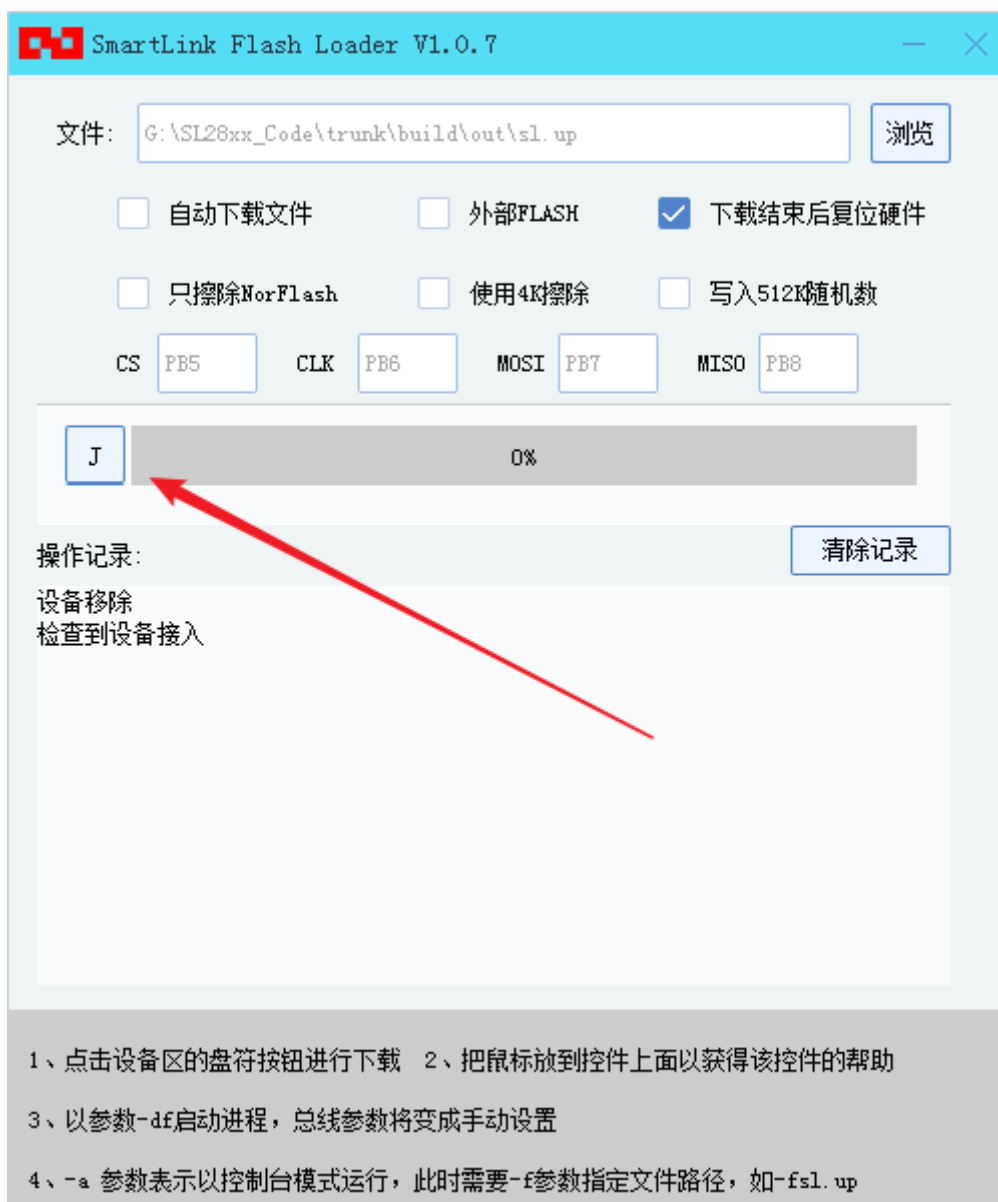 SmartLink Flash Loader V1.0.7
文件: G:\SL28xx_Code\trunk\build\out\sl.up 浏览
自动下载文件 外部FLASH 下载结束后复位硬件
只擦除NorFlash 使用4K擦除 写入512K随机数
CS PB5 CLK PB6 MOSI PB7 MISO PB8
J 0%
操作记录: 清除记录
设备移除
检查到设备接入
1、点击设备区的盘符按钮进行下载 2、把鼠标放到控件上面以获得该控件的帮助
3、以参数-df启动进程，总线参数将变成手动设置
4、-a 参数表示以控制台模式运行，此时需要-f参数指定文件路径，如-fsl.up